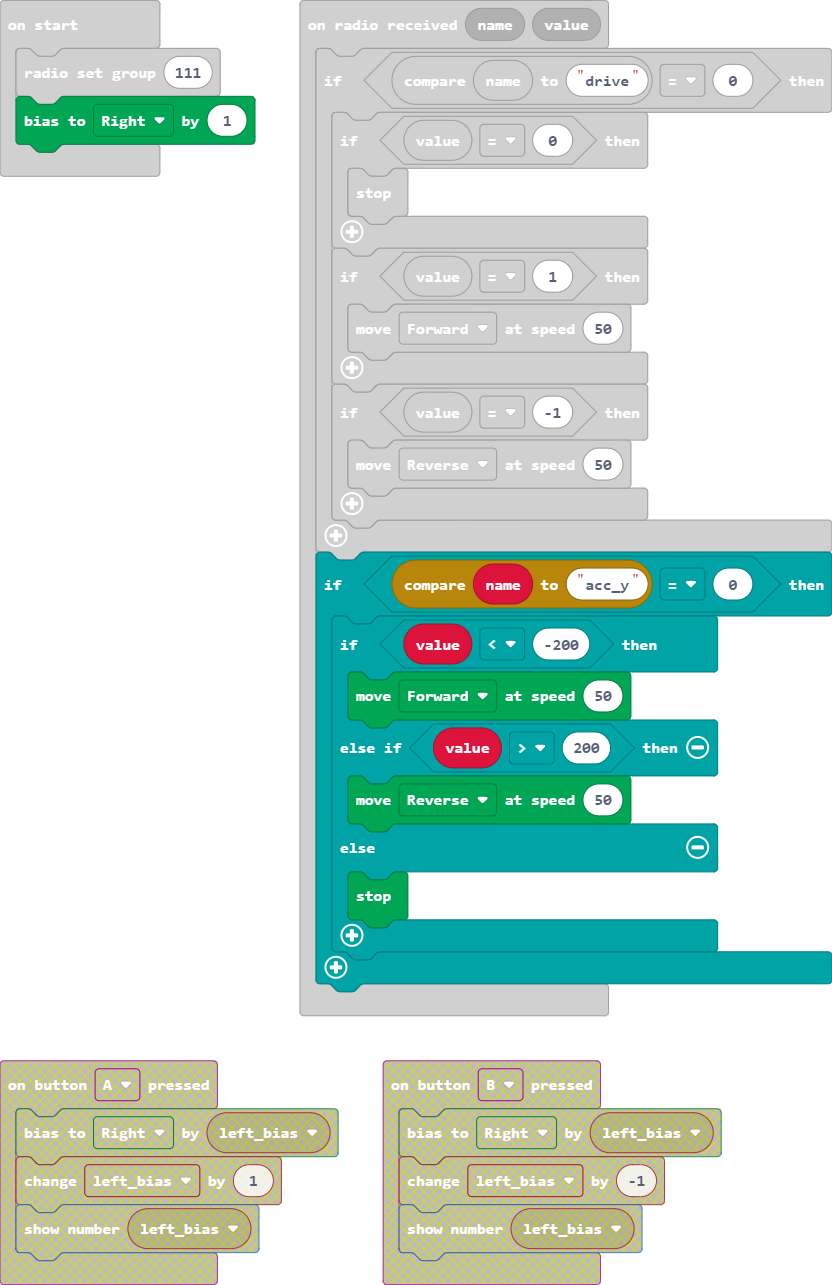 on start
radio set group 111
bias to Right by 1
on radio received name value
if compare name to "drive" = 0 then
if value = 0 then
stop
if value = 1 then
move Forward at speed 50
if value = -1 then
move Reverse at speed 50
if compare name to "acc_y" = 0 then
if value < -200 then
move Forward at speed 50
else if value > 200 then
move Reverse at speed 50
else
stop
on button A pressed
bias to Right by left_bias
change left_bias by 1
show number left_bias
on button B pressed
bias to Right by left_bias
change left_bias by -1
show number left_bias